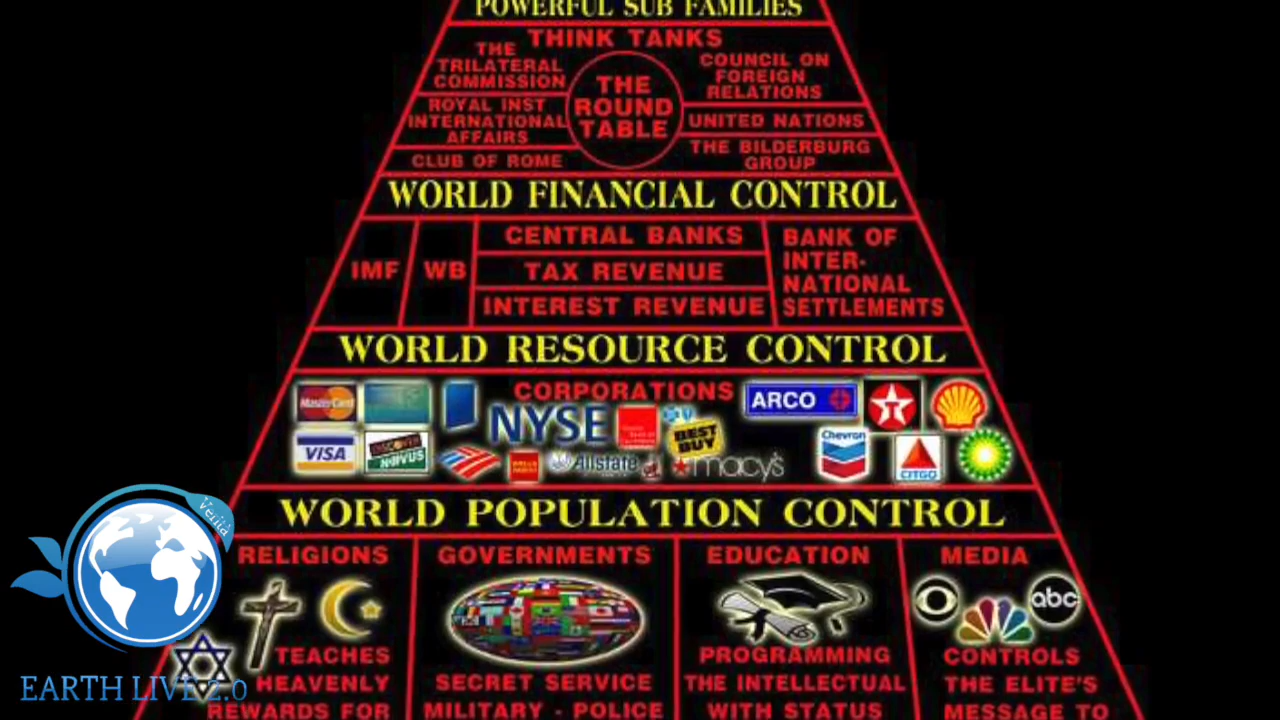 POWERFUL SUB FAMILIES
THINK TANKS
THE
TRILATERAL
COMMISSION
ROYAL INST
INTERNATIONAL
AFFAIRS
CLUB OF ROME
THE
ROUND
TABLE
COUNCIL ON
FOREIGN
RELATIONS
UNITED NATIONS
THE BILDERBURG
GROUP
WORLD FINANCIAL CONTROL
IMF
WB
CENTRAL BANKS
TAX REVENUE
INTEREST REVENUE
BANK OF
INTER-
NATIONAL
SETTLEMENTS
WORLD RESOURCE CONTROL
CORPORATIONS
MasterCard
VISA
DISCOVER
NOVUS
NYSE
WELLS
FARGO
Allstate
BEST
BUY
macy's
ARCO
T
Chevron
CITGO
WORLD POPULATION CONTROL
RELIGIONS
TEACHES
HEAVENLY
REWARDS FOR
GOVERNMENTS
SECRET SERVICE
MILITARY - POLICE
EDUCATION
PROGRAMMING
THE INTELLECTUAL
WITH STATUS
MEDIA
abc
CONTROLS
THE ELITE'S
MESSAGE TO
Verità
EARTH LIVE 2.0